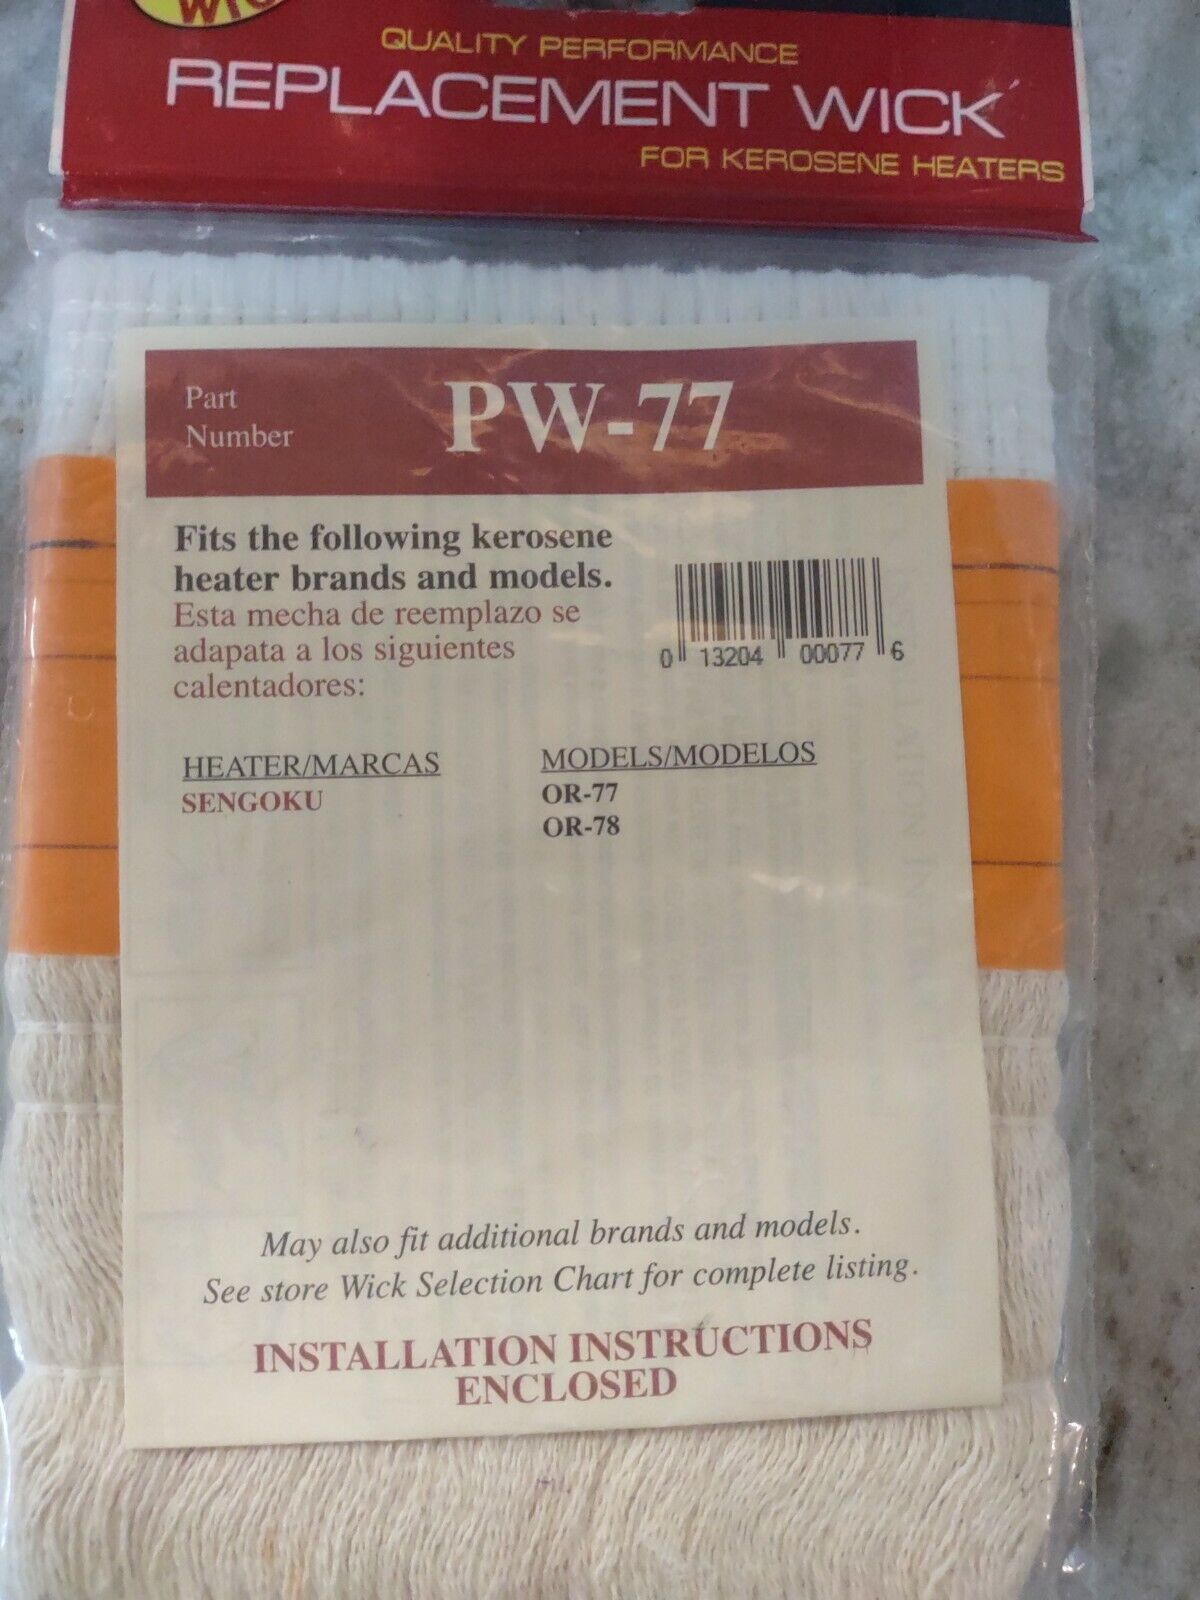 QUALITY PERFORMANCE
REPLACEMENT WICK
FOR KEROSENE HEATERS
Part
Number
PW-77
Fits the following kerosene
heater brands and models.
Esta mecha de reemplazo se
adapata a los siguientes
calentadores:
0 13204 00077 6
HEATER/MARCAS
SENGOKU
MODELS/MODELOS
OR-77
OR-78
May also fit additional brands and models.
See store Wick Selection Chart for complete listing.
INSTALLATION INSTRUCTIONS
ENCLOSED